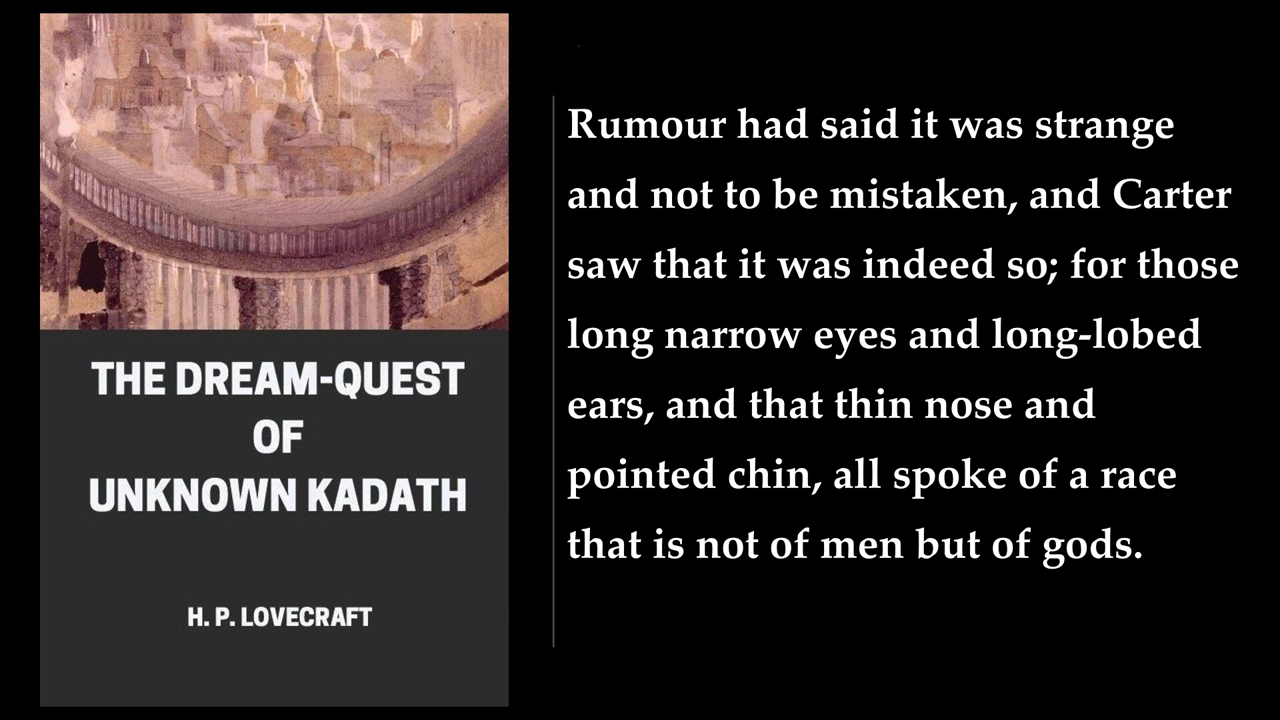 THE DREAM-QUEST
OF
UNKNOWN KADATH
H. P. LOVECRAFT
Rumour had said it was strange
and not to be mistaken, and Carter
saw that it was indeed so; for those
long narrow eyes and long-lobed
ears, and that thin nose and
pointed chin, all spoke of a race
that is not of men but of gods.